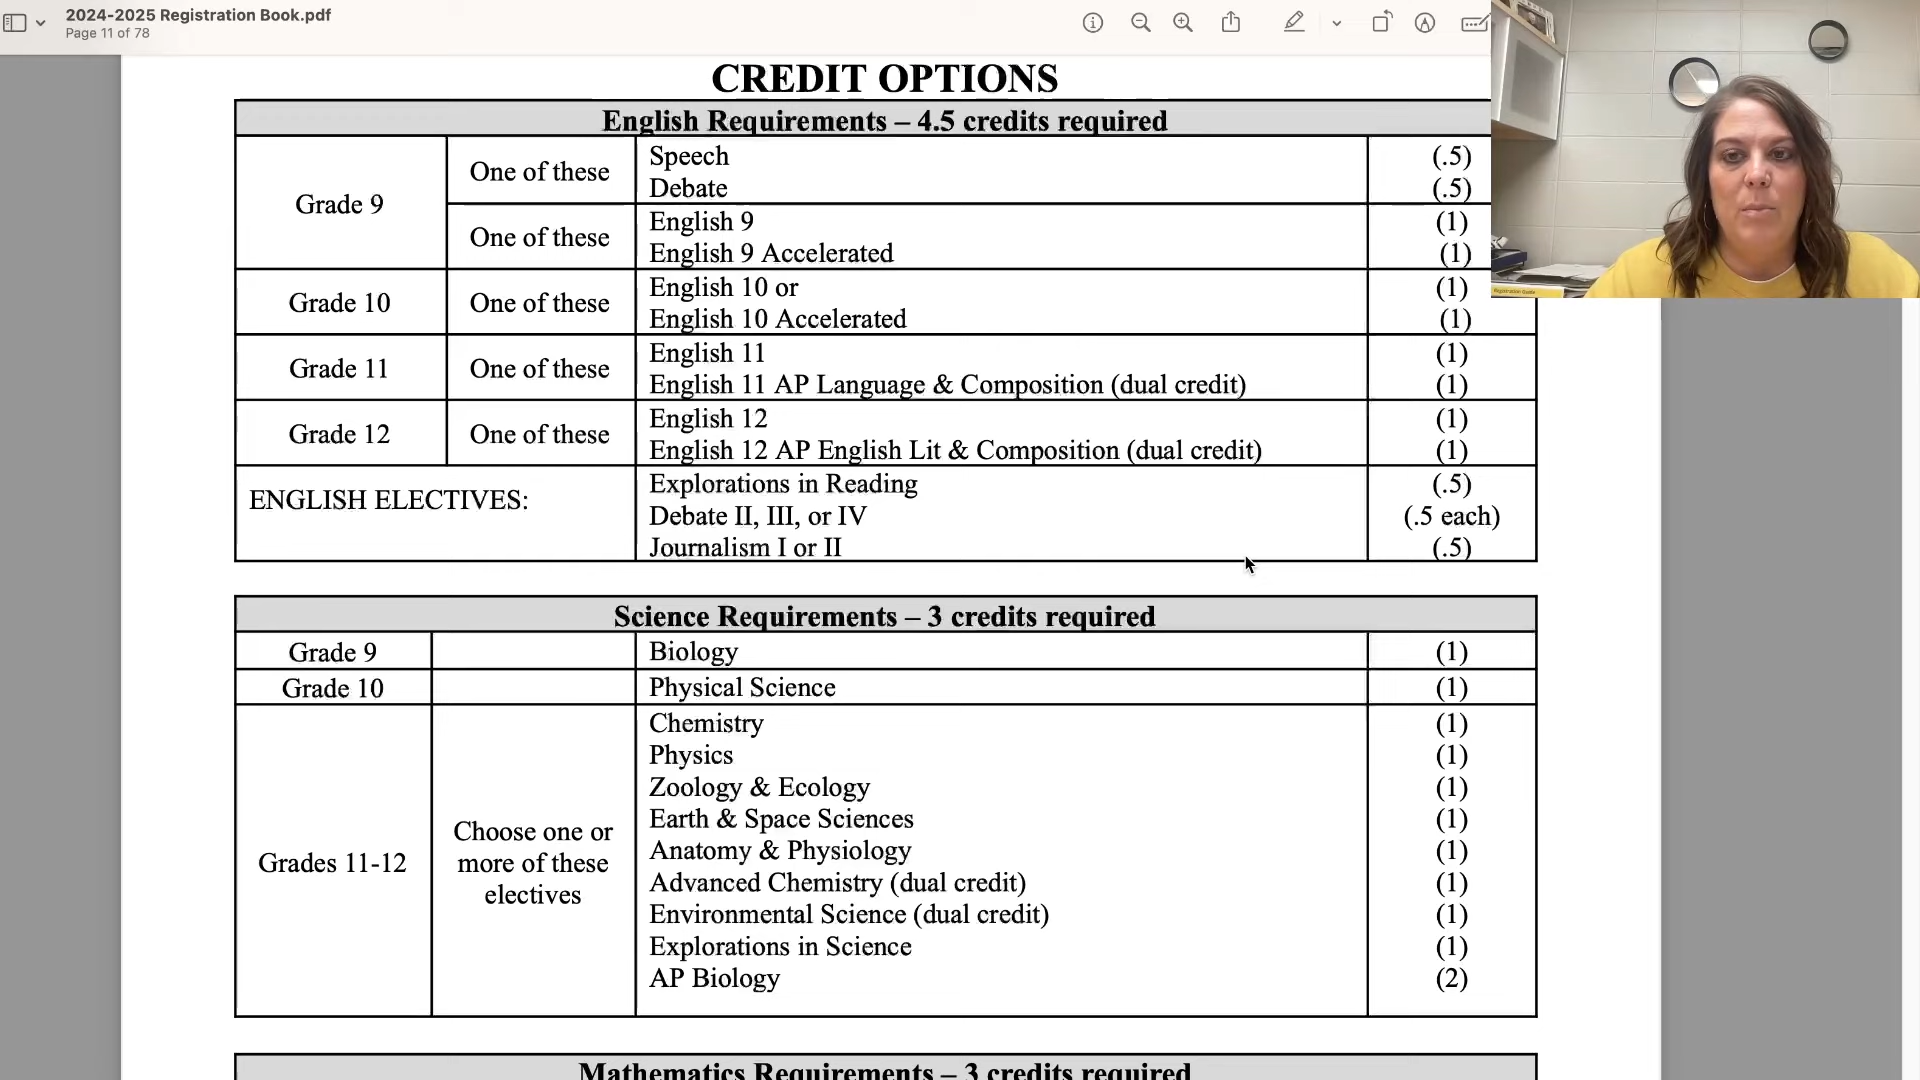 2024-2025 Registration Book.pdf
Page 11 of 78
CREDIT OPTIONS
English Requirements – 4.5 credits required
Grade 9
One of these
Speech (.5)
Debate (.5)
One of these
English 9 (1)
English 9 Accelerated (1)
Grade 10
One of these
English 10 or (1)
English 10 Accelerated (1)
Grade 11
One of these
English 11 (1)
English 11 AP Language & Composition (dual credit) (1)
Grade 12
One of these
English 12 (1)
English 12 AP English Lit & Composition (dual credit) (1)
ENGLISH ELECTIVES:
Explorations in Reading (.5)
Debate II, III, or IV (.5 each)
Journalism I or II (.5)
Science Requirements – 3 credits required
Grade 9 Biology (1)
Grade 10 Physical Science (1)
Grades 11-12
Choose one or
more of these
electives
Chemistry (1)
Physics (1)
Zoology & Ecology (1)
Earth & Space Sciences (1)
Anatomy & Physiology (1)
Advanced Chemistry (dual credit) (1)
Environmental Science (dual credit) (1)
Explorations in Science (1)
AP Biology (2)
Mathematics Requirements – 3 credits required
Registration Guide